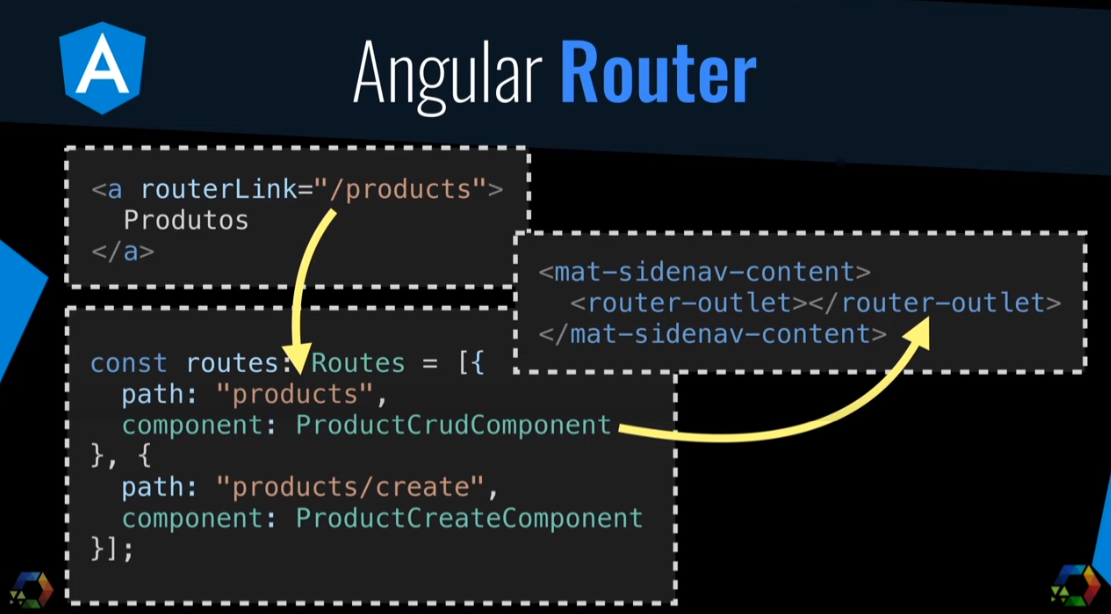 Angular Router
<a routerLink="/products">
Produtos
</a>
<mat-sidenav-content>
<router-outlet></router-outlet>
</mat-sidenav-content>
const routes: Routes = [{
path: "products",
component: ProductCrudComponent
}, {
path: "products/create",
component: ProductCreateComponent
}];